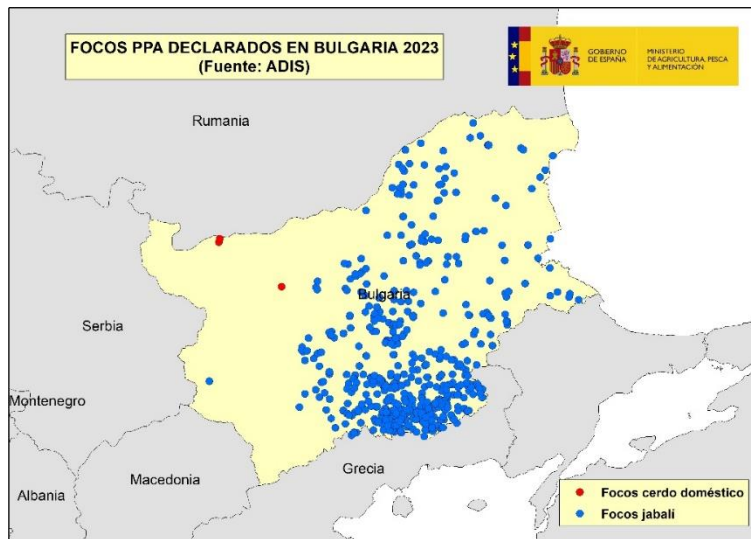 FOCOS PPA DECLARADOS EN BULGARIA 2023
(Fuente: ADIS)
GOBIERNO
DE ESPAÑA
MINISTERIO
DE AGRICULTURA, PESCA
Y ALIMENTACIÓN
Rumania
Bulgaria
Serbia
Montenegro
Macedonia
Grecia
Albania
Focos cerdo doméstico
Focos jabalí